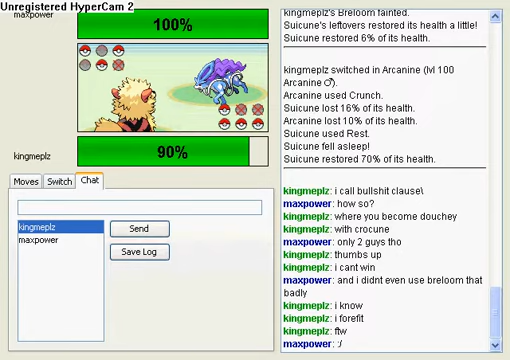 Unregistered HyperCam 2
maxpower
100%
kingmeplz
90%
Moves
Switch
Chat
kingmeplz
maxpower
Send
Save Log
kingmeplz's Breloom fainted.
Suicune's leftovers restored its health a little!
Suicune restored 6% of its health.
kingmeplz switched in Arcanine (lvl 100
Arcanine ♂).
Arcanine used Crunch.
Suicune lost 16% of its health.
Arcanine lost 10% of its health.
Suicune used Rest.
Suicune fell asleep!
Suicune restored 70% of its health.
kingmeplz: i call bullshit clause\
maxpower: how so?
kingmeplz: where you become douchey
kingmeplz: with crocune
maxpower: only 2 guys tho
kingmeplz: thumbs up
kingmeplz: i cant win
maxpower: and i didnt even use breloom that
badly
kingmeplz: i know
kingmeplz: i forefit
kingmeplz: ftw
maxpower: :/